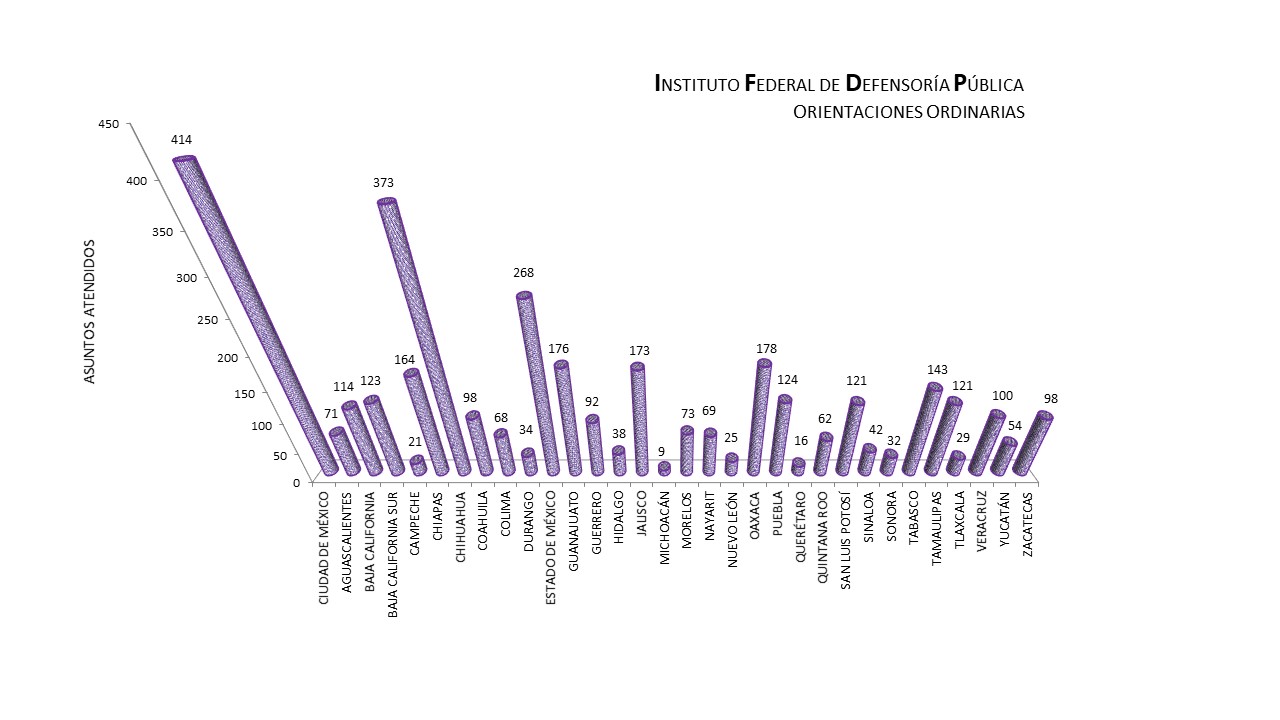 INSTITUTO FEDERAL DE DEFENSORÍA PÚBLICA
ORIENTACIONES ORDINARIAS
ASUNTOS ATENDIDOS
450
400
350
300
250
200
150
100
50
0
414
71
114
123
164
21
373
98
68
34
268
176
92
38
173
9
73
69
25
178
124
16
62
121
42
32
143
121
29
100
54
98
CIUDAD DE MÉXICO
AGUASCALIENTES
BAJA CALIFORNIA
BAJA CALIFORNIA SUR
CAMPECHE
CHIAPAS
CHIHUAHUA
COAHUILA
COLIMA
DURANGO
ESTADO DE MÉXICO
GUANAJUATO
GUERRERO
HIDALGO
JALISCO
MICHOACÁN
MORELOS
NAYARIT
NUEVO LEÓN
OAXACA
PUEBLA
QUERÉTARO
QUINTANA ROO
SAN LUIS POTOSÍ
SINALOA
SONORA
TABASCO
TAMAULIPAS
TLAXCALA
VERACRUZ
YUCATÁN
ZACATECAS